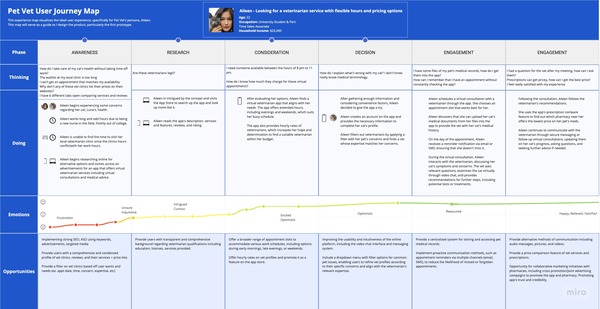 Pet Vet User Journey Map
This experience map visualizes the ideal user experience, specifically for Pet Vet's persona, Aileen.
This map will serve as a guide as I design the product, particularly the first prototype.
Aileen - Looking for a veterinarian service with flexible hours and pricing options
Age: 22
Occupation: University Student & Part
Time Sales Associate
Household Income: $25,000
Phase
AWARENESS
RESEARCH
CONSIDERATION
DECISION
ENGAGEMENT
ENGAGEMENT
Thinking
How do I take care of my cat's health without taking time off
work?
The waitlist at my local clinic is too long
I can't get an appointment that matches my availability
Why don't any of these vet clinics list their prices on their
websites?
I have 6 different tabs open comparing services and reviews
Are these veterinarians legit?
I need someone available between the hours of 8 pm to 11
pm
How do I know how much they charge for these virtual
appointments?
How do I explain what's wrong with my cat? I don't know
really know medical terminology.
I have some files of my pet's medical records, how do I get
them to the vet?
How can I remember that I have an appointment without
constantly checking the app?
I had a question for the vet after my meeting, how can I ask
them?
Prescriptions can get pricey, how can I get the best price?
I feel really satisfied with my experience
Doing
Aileen begins experiencing some concerns
regarding her cat, Luna's, health
Aileen works long and odd hours due to being
a new nurse in the field, freshly out of college.
Aileen is unable to find the time to visit her
local veterinarian clinic since the clinics hours
conflict with her work hours.
Aileen begins researching online for
alternative options and comes across an
advertisements for an app that offers virtual
veterinarian services including virtual
consultations and medical advice
Aileen is intrigued by the concept and visits
the App Store to search up the app and look
up more like it.
Aileen reads the app's description, services
and features, reviews, and rating.
After evaluating her options, Aileen finds a
veterinarian app that aligns with her
needs. The app offers extended hours,
including evenings and weekends, which
suits her busy schedule.
The app also provides hourly rates of
veterinarians, which increases her hope and
determination to find a suitable veterinarian
within her budget.
After gathering enough information
and considering convenience factors, Aileen
decided to give the app a try.
Aileen creates an account on the app and
provides the necessary information to
complete her cat's profile.
Aileen filters out veterinarians by applying a
filter with her pet's concerns and finds a vet
whose expertise matches her concerns.
Aileen schedules a virtual consultation with a
veterinarian through the app. She chooses an
appointment slot that works best for her.
Aileen discovers that she can upload her cat's
medical documents from her files into the
app to provide the vet with her cat's medical
history.
On the day of the appointment, Aileen
receives a reminder notification via email or
SMS, ensuring that she doesn't miss it.
During the virtual consultation, Aileen
interacts with the veterinarian, discussing her
cat's symptoms and concerns. The vet asks
relevant questions, examines the cat virtually
through video chat, and provides
recommendations for further steps, including
potential tests or treatments.
Following the consultation, Aileen follows the
veterinarian's recommendations.
She uses the app's prescription comparison
feature to find out which pharmacy near her
offers the lowest price on her pet's meds.
Aileen continues to communicate with the
veterinarian through secure messaging or
follow-up virtual consultations, updating them
on her cat's progress, asking questions, and
seeking further advice if needed.
Emotions
Frustration
Unsure
Inquisitive
Intrigued
Curious
Excited
Optimistic
Optimistic
Reassured
Happy, Relieved, Satisfied
Opportunities
Implementing strong SEO, ASO using keywords,
advertisements, targeted media
Provide users with a comprehensive and condensed
profile of vets, reviews, and their services + price lists
Provide a filter on vet clinics based off user wants and
needs (ex. apps best, time, concern, expertise, etc)
Provide users with transparent and comprehensive
background regarding veterinarian qualifications including
education, licenses, services provided.
Offer a broader range of appointment slots to
accommodate various work schedules, including options
during early mornings, late evenings, or weekends.
Offer hourly rates on vet profiles and promote it as a
feature on the app store.
Improving the usability and intuitiveness of the online
platform, including the video chat interface and messaging
system.
Include a dropdown menu with filter options for common
pet issues, enabling users to refine vet profiles according
to their specific concerns and align with the veterinarian's
relevant expertise.
Provide a centralized system for storing and accessing pet
medical records.
Implement proactive communication methods, such as
appointment reminders via multiple channels (email,
SMS), to reduce the likelihood of missed or forgotten
appointments.
Provide alternative methods of communication including
audio messages, pictures, and videos.
Provide a price comparison feature of vet services and
prescriptions.
Opportunity for collaborative marketing initiatives with
pharmacies, including cross promotion/joint advertising
campaigns to promote the app and pharmacy. Promoting
app's trust and credibility.
miro